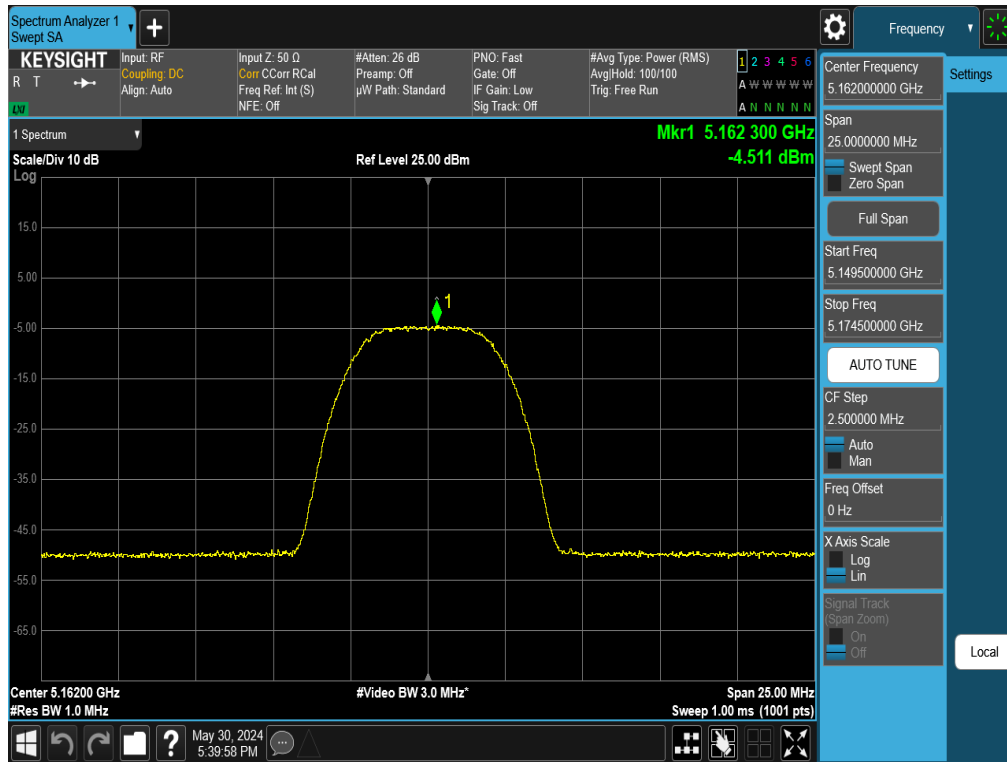 Spectrum Analyzer 1
Swept SA
Frequency
KEYSIGHT
R T
LXI
Input: RF
Coupling: DC
Align: Auto
Input Z: 50 Ω
Corr CCorr RCal
Freq Ref: Int (S)
NFE: Off
#Atten: 26 dB
Preamp: Off
µW Path: Standard
PNO: Fast
Gate: Off
IF Gain: Low
Sig Track: Off
#Avg Type: Power (RMS)
Avg|Hold: 100/100
Trig: Free Run
1 2 3 4 5 6
A W W W W W
A N N N N N
1 Spectrum
Mkr1 5.162 300 GHz
-4.511 dBm
Scale/Div 10 dB
Ref Level 25.00 dBm
Log
15.0
5.00
-5.00
-15.0
-25.0
-35.0
-45.0
-55.0
-65.0
1
Center 5.16200 GHz
#Video BW 3.0 MHz*
Span 25.00 MHz
#Res BW 1.0 MHz
Sweep 1.00 ms (1001 pts)
May 30, 2024
5:39:58 PM
Center Frequency
5.162000000 GHz
Span
25.0000000 MHz
Swept Span
Zero Span
Full Span
Start Freq
5.149500000 GHz
Stop Freq
5.174500000 GHz
AUTO TUNE
CF Step
2.500000 MHz
Auto
Man
Freq Offset
0 Hz
X Axis Scale
Log
Lin
Signal Track
(Span Zoom)
On
Off
Settings
Local